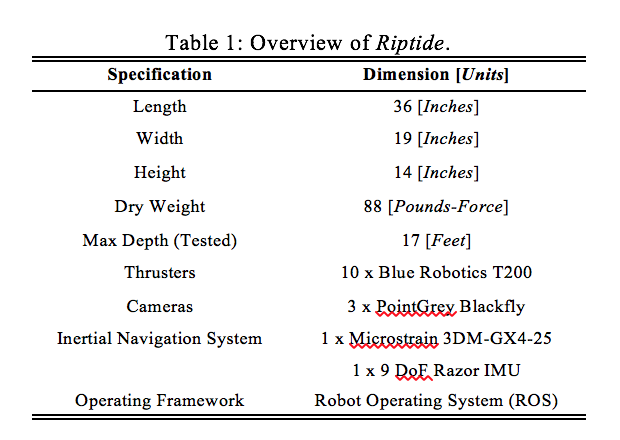 Table 1: Overview of Riptide.
Specification Dimension [Units]
Length 36 [Inches]
Width 19 [Inches]
Height 14 [Inches]
Dry Weight 88 [Pounds-Force]
Max Depth (Tested) 17 [Feet]
Thrusters 10 x Blue Robotics T200
Cameras 3 x PointGrey Blackfly
Inertial Navigation System 1 x Microstrain 3DM-GX4-25
1 x 9 DoF Razor IMU
Operating Framework Robot Operating System (ROS)